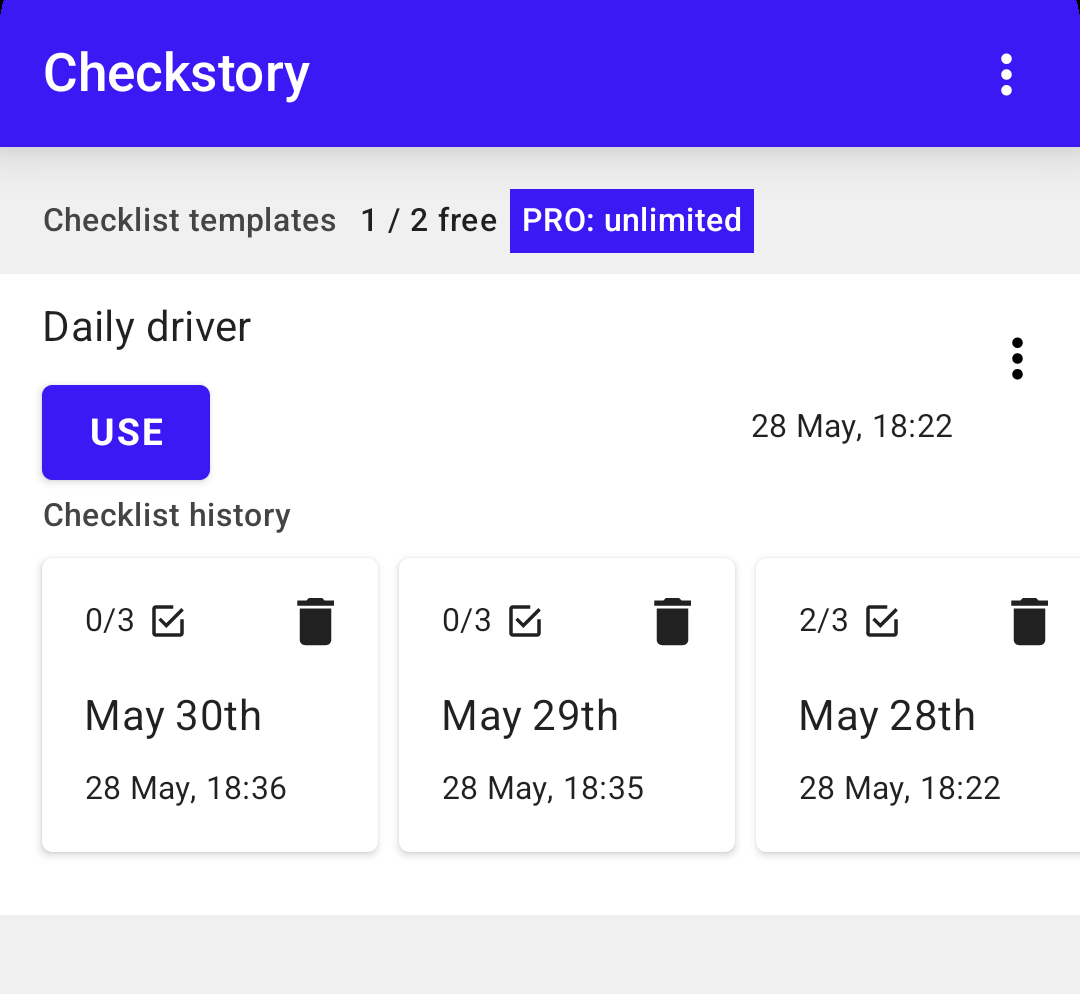 Checkstory
Checklist templates 1 / 2 free PRO: unlimited
Daily driver
USE
28 May, 18:22
Checklist history
0/3
May 30th
28 May, 18:36
0/3
May 29th
28 May, 18:35
2/3
May 28th
28 May, 18:22